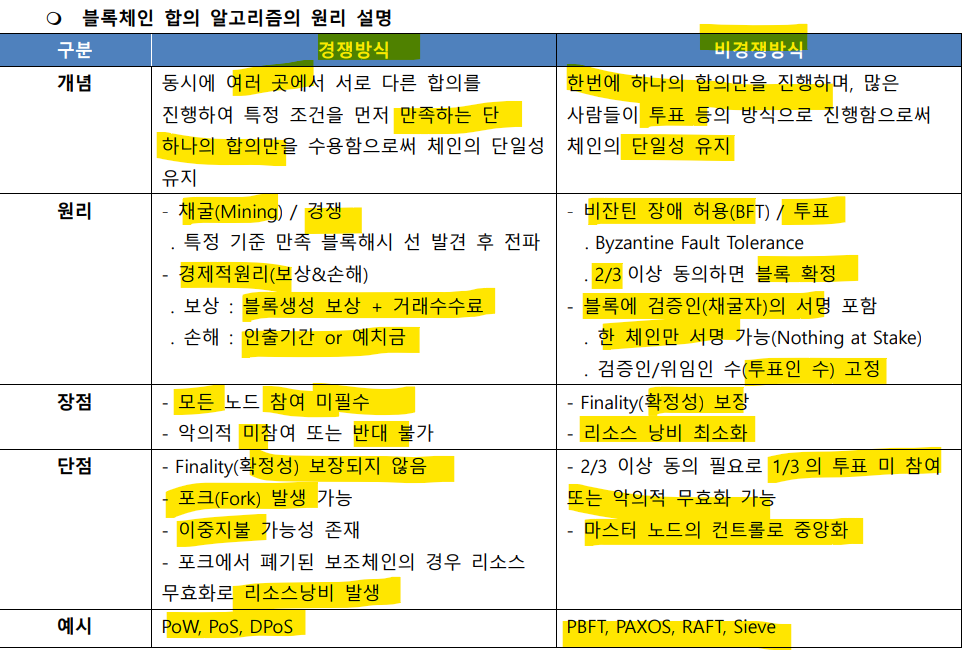 ❍ 블록체인 합의 알고리즘의 원리 설명
구분 경쟁방식 비경쟁방식
개념
동시에 여러 곳에서 서로 다른 합의를
진행하여 특정 조건을 먼저 만족하는 단
하나의 합의만을 수용함으로써 체인의 단일성
유지
한번에 하나의 합의만을 진행하며, 많은
사람들이 투표 등의 방식으로 진행함으로써
체인의 단일성 유지
원리
- 채굴(Mining) / 경쟁
. 특정 기준 만족 블록해시 선 발견 후 전파
- 경제적원리(보상&손해)
. 보상 : 블록생성 보상 + 거래수수료
. 손해 : 인출기간 or 예치금
- 비잔틴 장애 허용(BFT) / 투표
. Byzantine Fault Tolerance
. 2/3 이상 동의하면 블록 확정
- 블록에 검증인(채굴자)의 서명 포함
. 한 체인만 서명 가능(Nothing at Stake)
. 검증인/위임인 수(투표인 수) 고정
장점
- 모든 노드 참여 미필수
- 악의적 미참여 또는 반대 불가
- Finality(확정성) 보장
- 리소스 낭비 최소화
단점
- Finality(확정성) 보장되지 않음
- 포크(Fork) 발생 가능
- 이중지불 가능성 존재
- 포크에서 폐기된 보조체인의 경우 리소스
무효화로 리소스낭비 발생
- 2/3 이상 동의 필요로 1/3의 투표 미 참여
또는 악의적 무효화 가능
- 마스터 노드의 컨트롤로 중앙화
예시
PoW, PoS, DPoS
PBFT, PAXOS, RAFT, Sieve